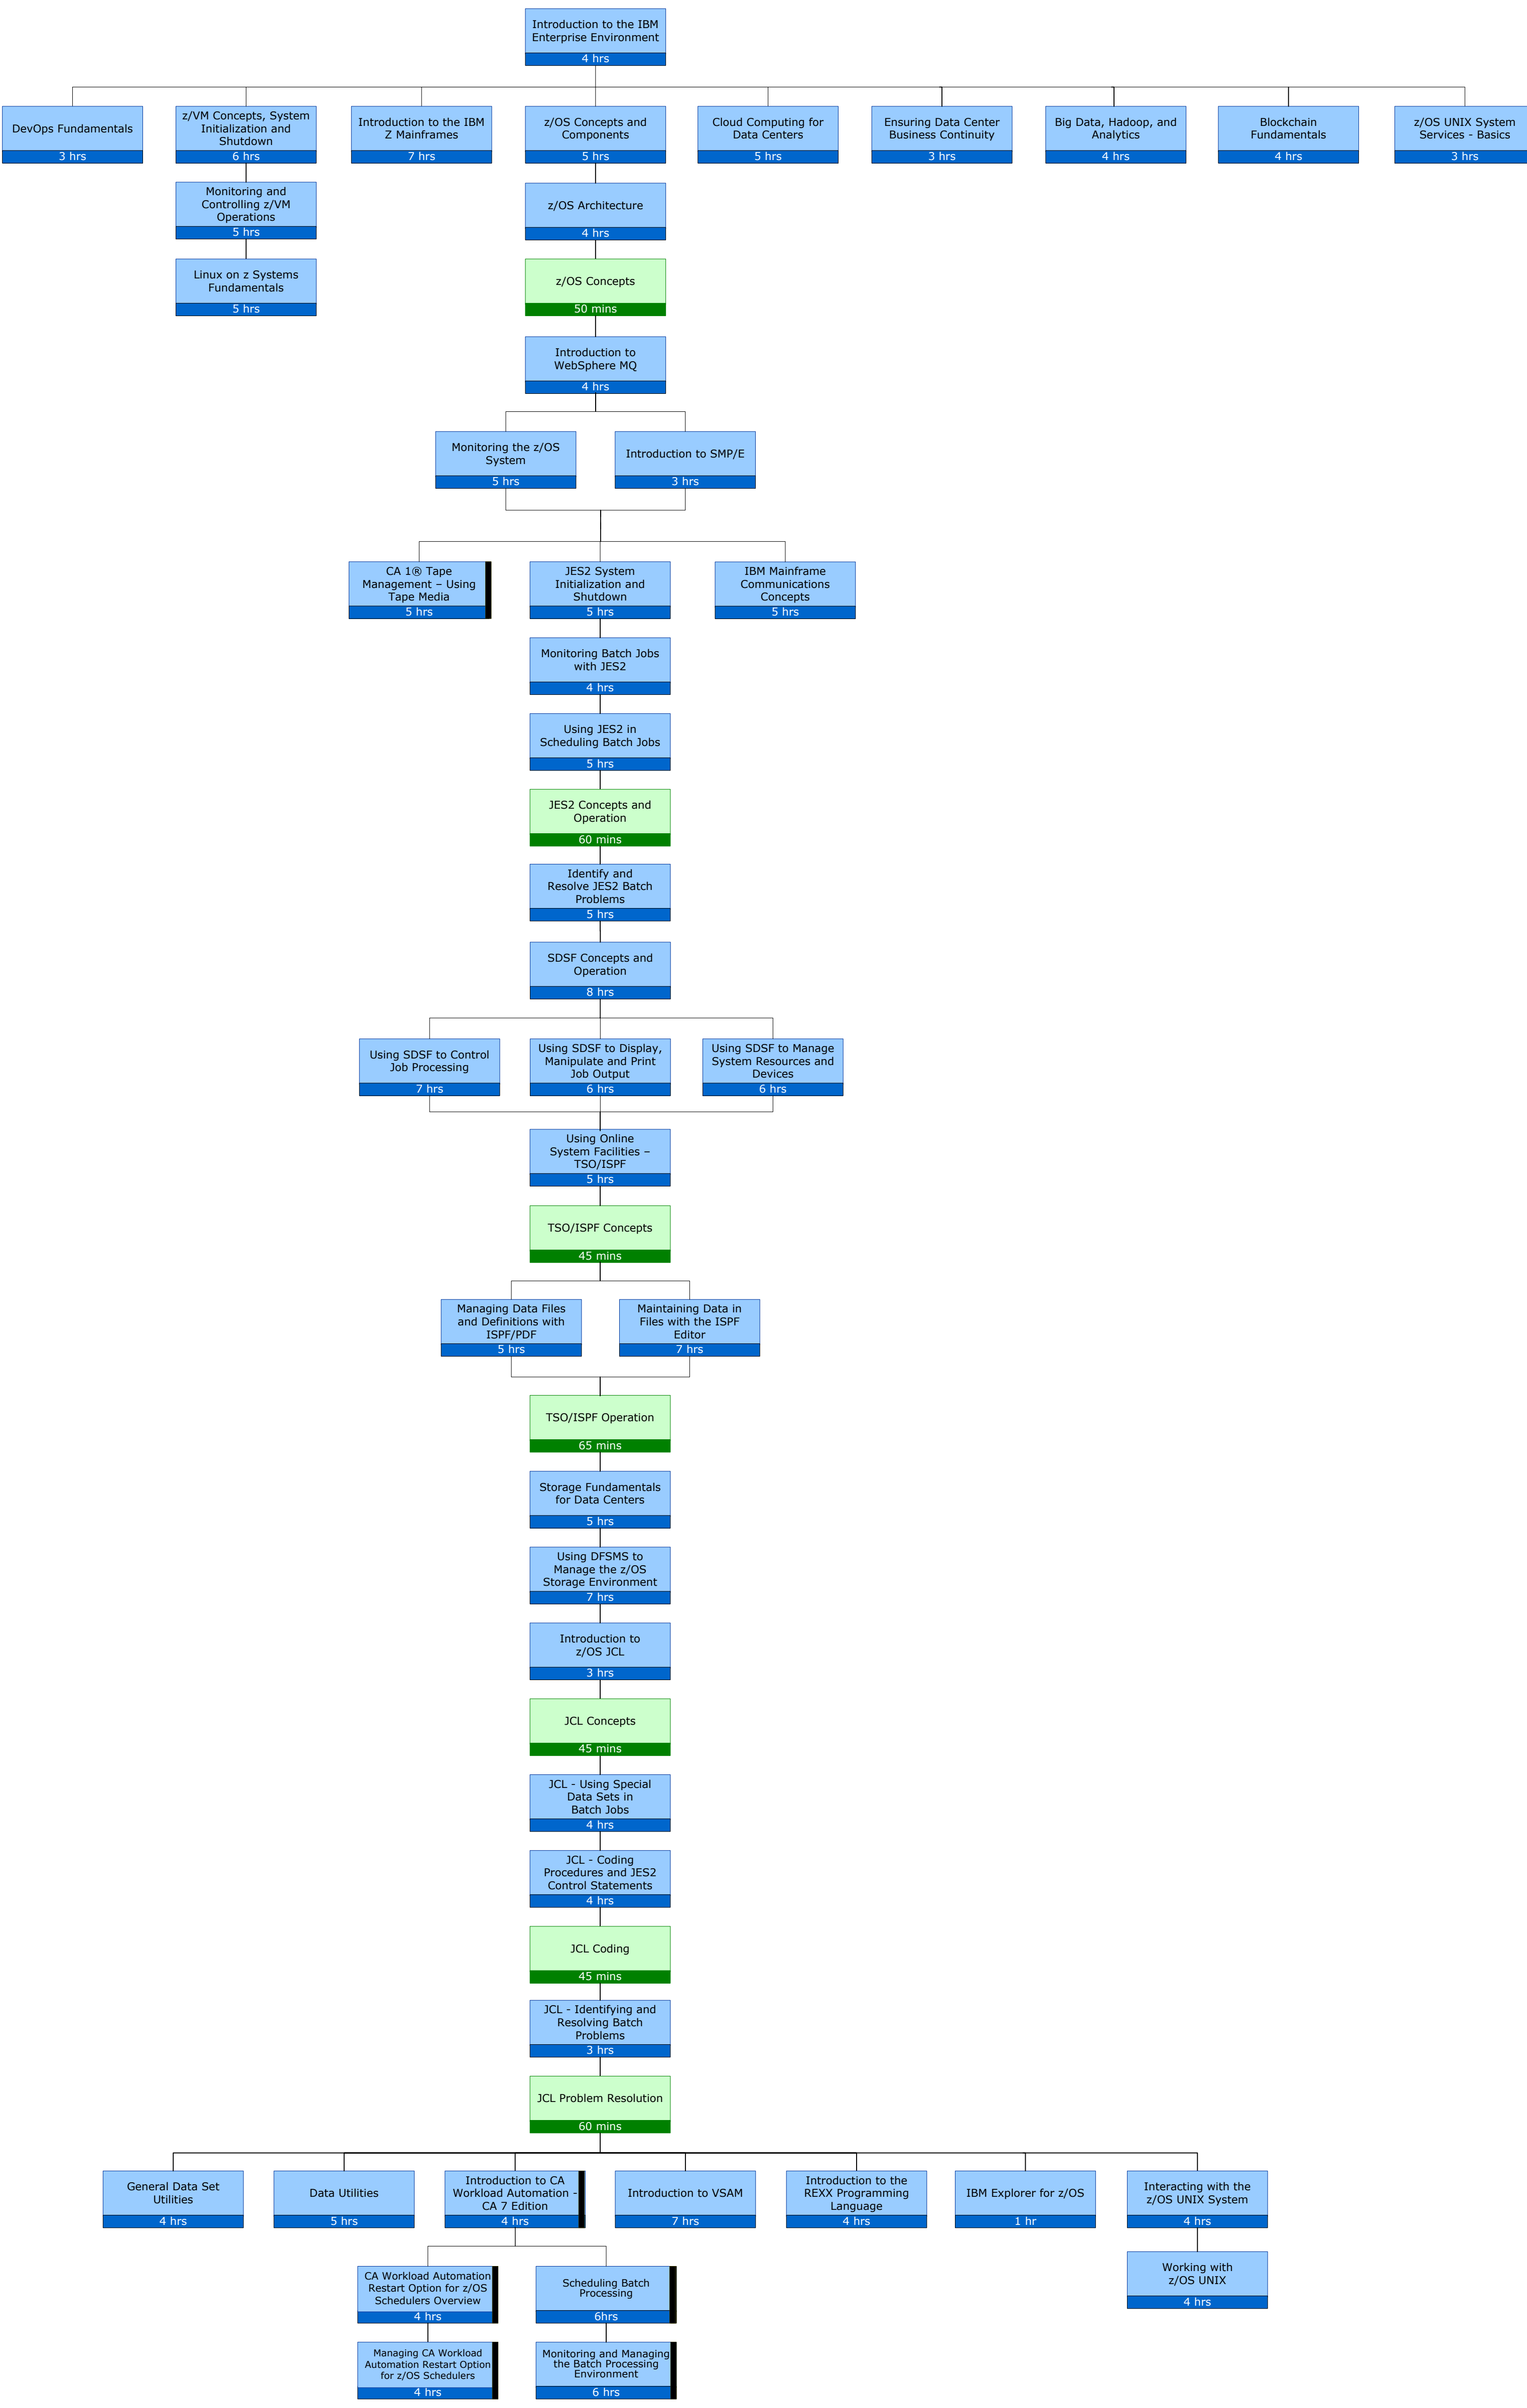 Introduction to the IBM
Enterprise Environment
4 hrs
DevOps Fundamentals
3 hrs
z/VM Concepts, System
Initialization and
Shutdown
6 hrs
Introduction to the IBM
Z Mainframes
7 hrs
z/OS Concepts and
Components
5 hrs
Cloud Computing for
Data Centers
5 hrs
Ensuring Data Center
Business Continuity
3 hrs
Big Data, Hadoop, and
Analytics
4 hrs
Blockchain
Fundamentals
4 hrs
z/OS UNIX System
Services - Basics
3 hrs
Monitoring and
Controlling z/VM
Operations
5 hrs
z/OS Architecture
4 hrs
Linux on z Systems
Fundamentals
5 hrs
z/OS Concepts
50 mins
Introduction to
WebSphere MQ
4 hrs
Monitoring the z/OS
System
5 hrs
Introduction to SMP/E
3 hrs
CA 1® Tape
Management – Using
Tape Media
5 hrs
JES2 System
Initialization and
Shutdown
5 hrs
IBM Mainframe
Communications
Concepts
5 hrs
Monitoring Batch Jobs
with JES2
4 hrs
Using JES2 in
Scheduling Batch Jobs
5 hrs
JES2 Concepts and
Operation
60 mins
Identify and
Resolve JES2 Batch
Problems
5 hrs
SDSF Concepts and
Operation
8 hrs
Using SDSF to Control
Job Processing
7 hrs
Using SDSF to Display,
Manipulate and Print
Job Output
6 hrs
Using SDSF to Manage
System Resources and
Devices
6 hrs
Using Online
System Facilities –
TSO/ISPF
5 hrs
TSO/ISPF Concepts
45 mins
Managing Data Files
and Definitions with
ISPF/PDF
5 hrs
Maintaining Data in
Files with the ISPF
Editor
7 hrs
TSO/ISPF Operation
65 mins
Storage Fundamentals
for Data Centers
5 hrs
Using DFSMS to
Manage the z/OS
Storage Environment
7 hrs
Introduction to
z/OS JCL
3 hrs
JCL Concepts
45 mins
JCL - Using Special
Data Sets in
Batch Jobs
4 hrs
JCL - Coding
Procedures and JES2
Control Statements
4 hrs
JCL Coding
45 mins
JCL - Identifying and
Resolving Batch
Problems
3 hrs
JCL Problem Resolution
60 mins
General Data Set
Utilities
4 hrs
Data Utilities
5 hrs
Introduction to CA
Workload Automation -
CA 7 Edition
4 hrs
Introduction to VSAM
7 hrs
Introduction to the
REXX Programming
Language
4 hrs
IBM Explorer for z/OS
1 hr
Interacting with the
z/OS UNIX System
4 hrs
CA Workload Automation
Restart Option for z/OS
Schedulers Overview
4 hrs
Scheduling Batch
Processing
6hrs
Working with
z/OS UNIX
4 hrs
Managing CA Workload
Automation Restart Option
for z/OS Schedulers
4 hrs
Monitoring and Managing
the Batch Processing
Environment
6 hrs